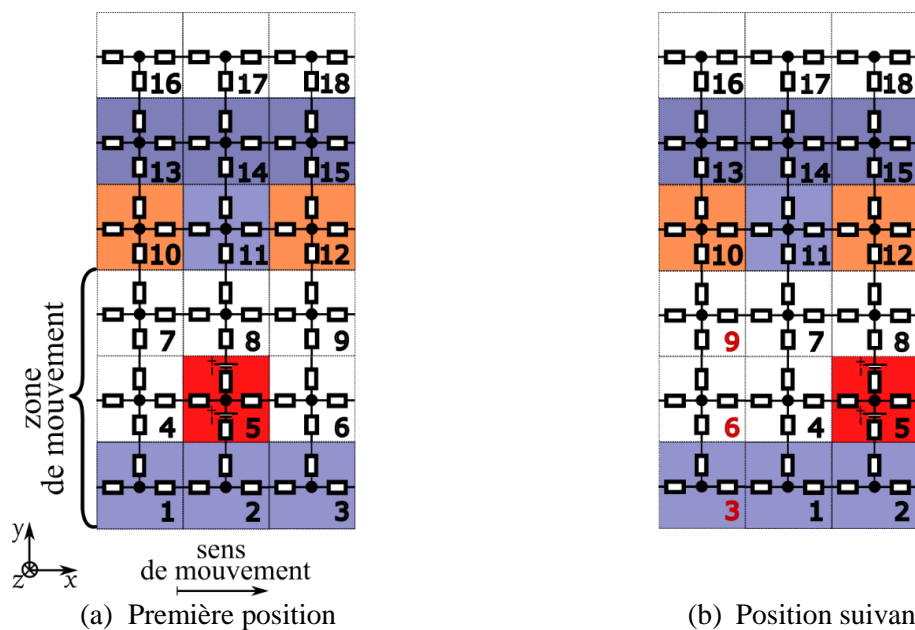 16 17 18
13 14 15
10 11 12
7 8 9
4 5 6
1 2 3
zone
de mouvement
y
z
x
sens
de mouvement
(a) Première position
16 17 18
13 14 15
10 11 12
9 7 8
6 4 5
3 1 2
(b) Position suivan